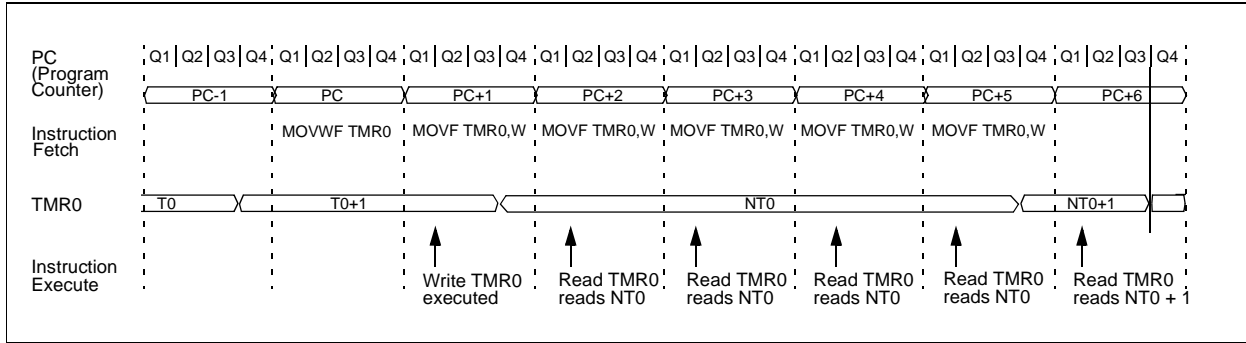 PC
(Program
Counter)
Q1 Q2 Q3 Q4 Q1 Q2 Q3 Q4 Q1 Q2 Q3 Q4 Q1 Q2 Q3 Q4 Q1 Q2 Q3 Q4 Q1 Q2 Q3 Q4 Q1 Q2 Q3 Q4 Q1 Q2 Q3 Q4
PC-1 PC PC+1 PC+2 PC+3 PC+4 PC+5 PC+6
Instruction
Fetch
MOVWF TMR0 MOVF TMR0,W MOVF TMR0,W MOVF TMR0,W MOVF TMR0,W MOVF TMR0,W
TMR0
T0 T0+1 NT0 NT0+1
Instruction
Execute
Write TMR0
executed
Read TMR0
reads NT0
Read TMR0
reads NT0
Read TMR0
reads NT0
Read TMR0
reads NT0
Read TMR0
reads NT0 + 1